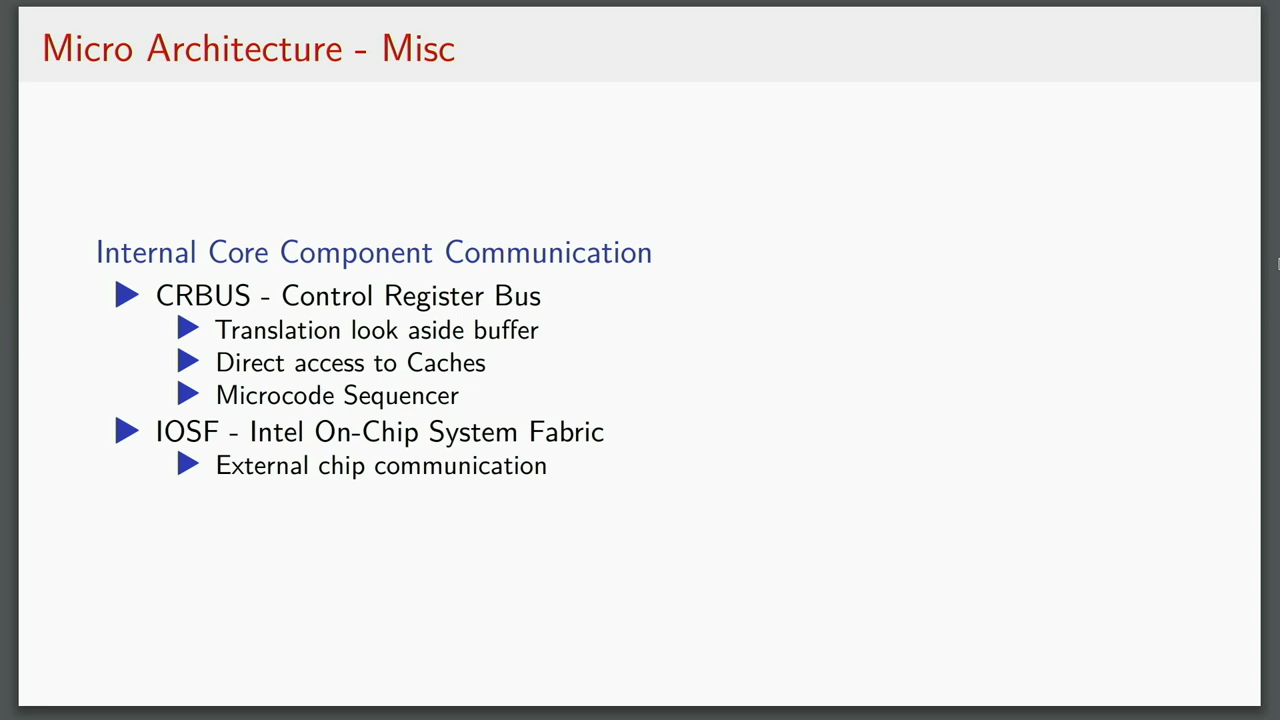 Micro Architecture - Misc
Internal Core Component Communication
CRBUS - Control Register Bus
Translation look aside buffer
Direct access to Caches
Microcode Sequencer
IOSF - Intel On-Chip System Fabric
External chip communication